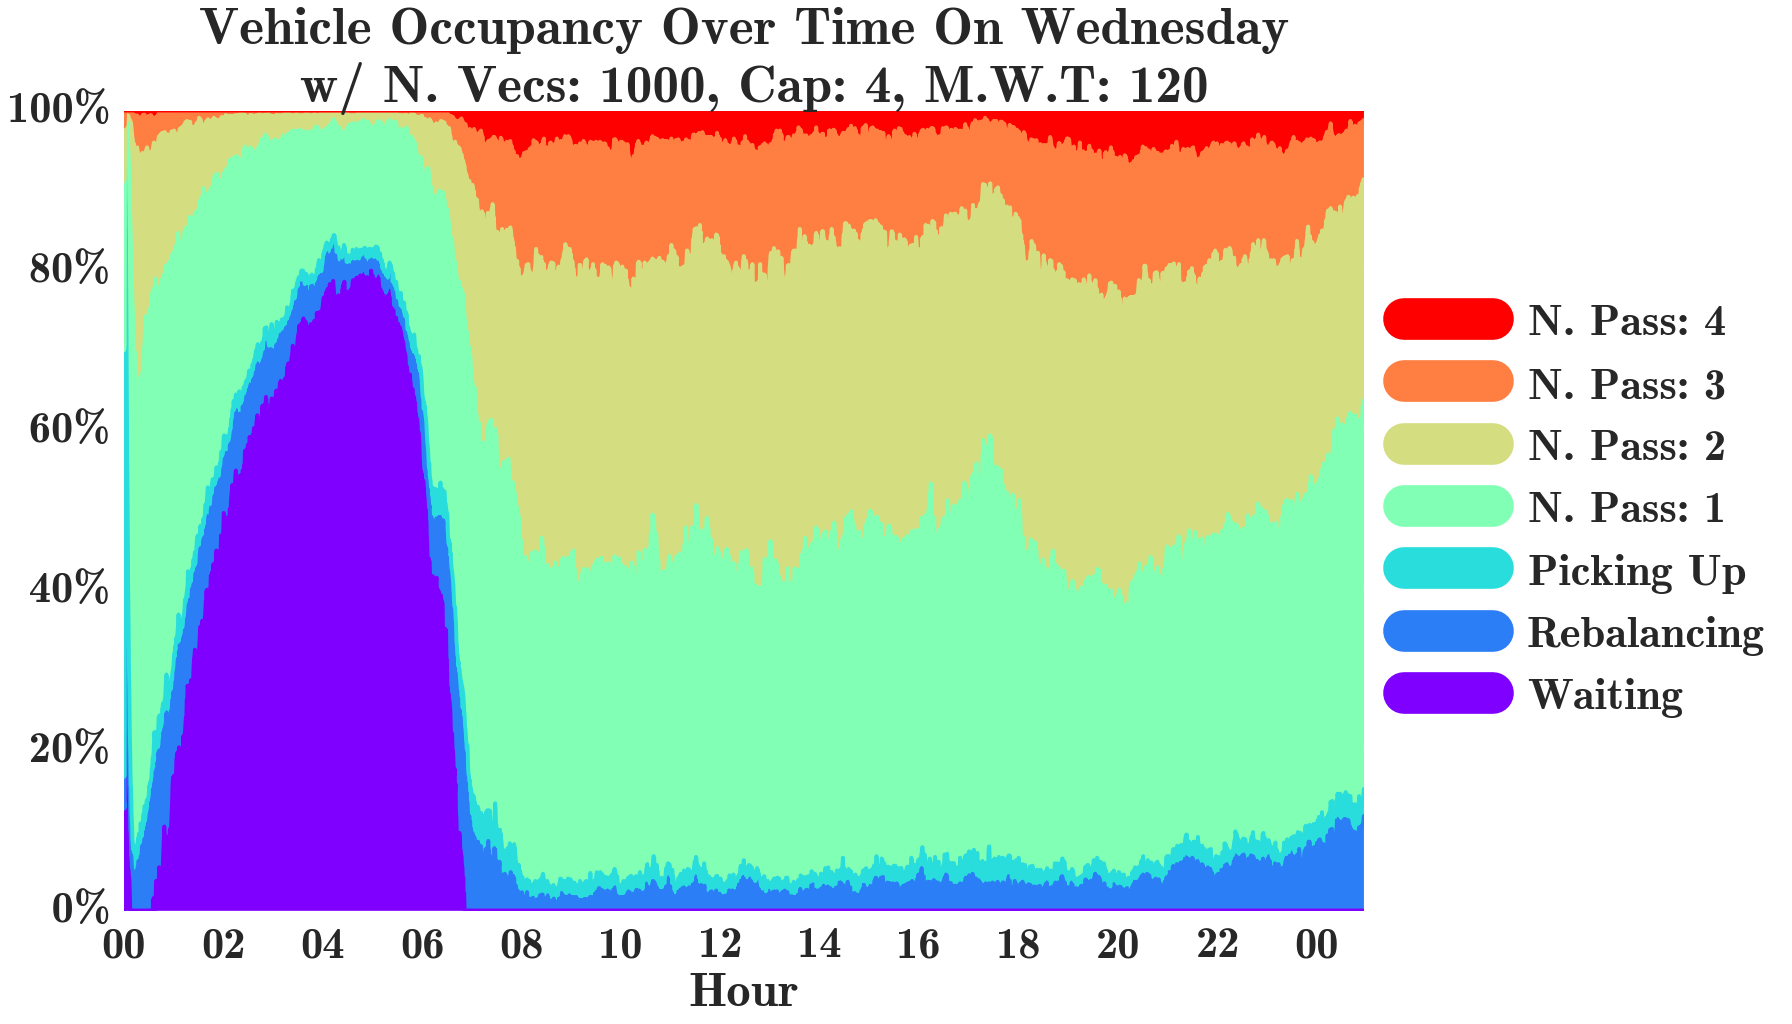 Vehicle Occupancy Over Time On Wednesday
w/ N. Vecs: 1000, Cap: 4, M.W.T: 120
100%
80%
60%
40%
20%
0%
00 02 04 06 08 10 12 14 16 18 20 22 00
Hour
N. Pass: 4
N. Pass: 3
N. Pass: 2
N. Pass: 1
Picking Up
Rebalancing
Waiting